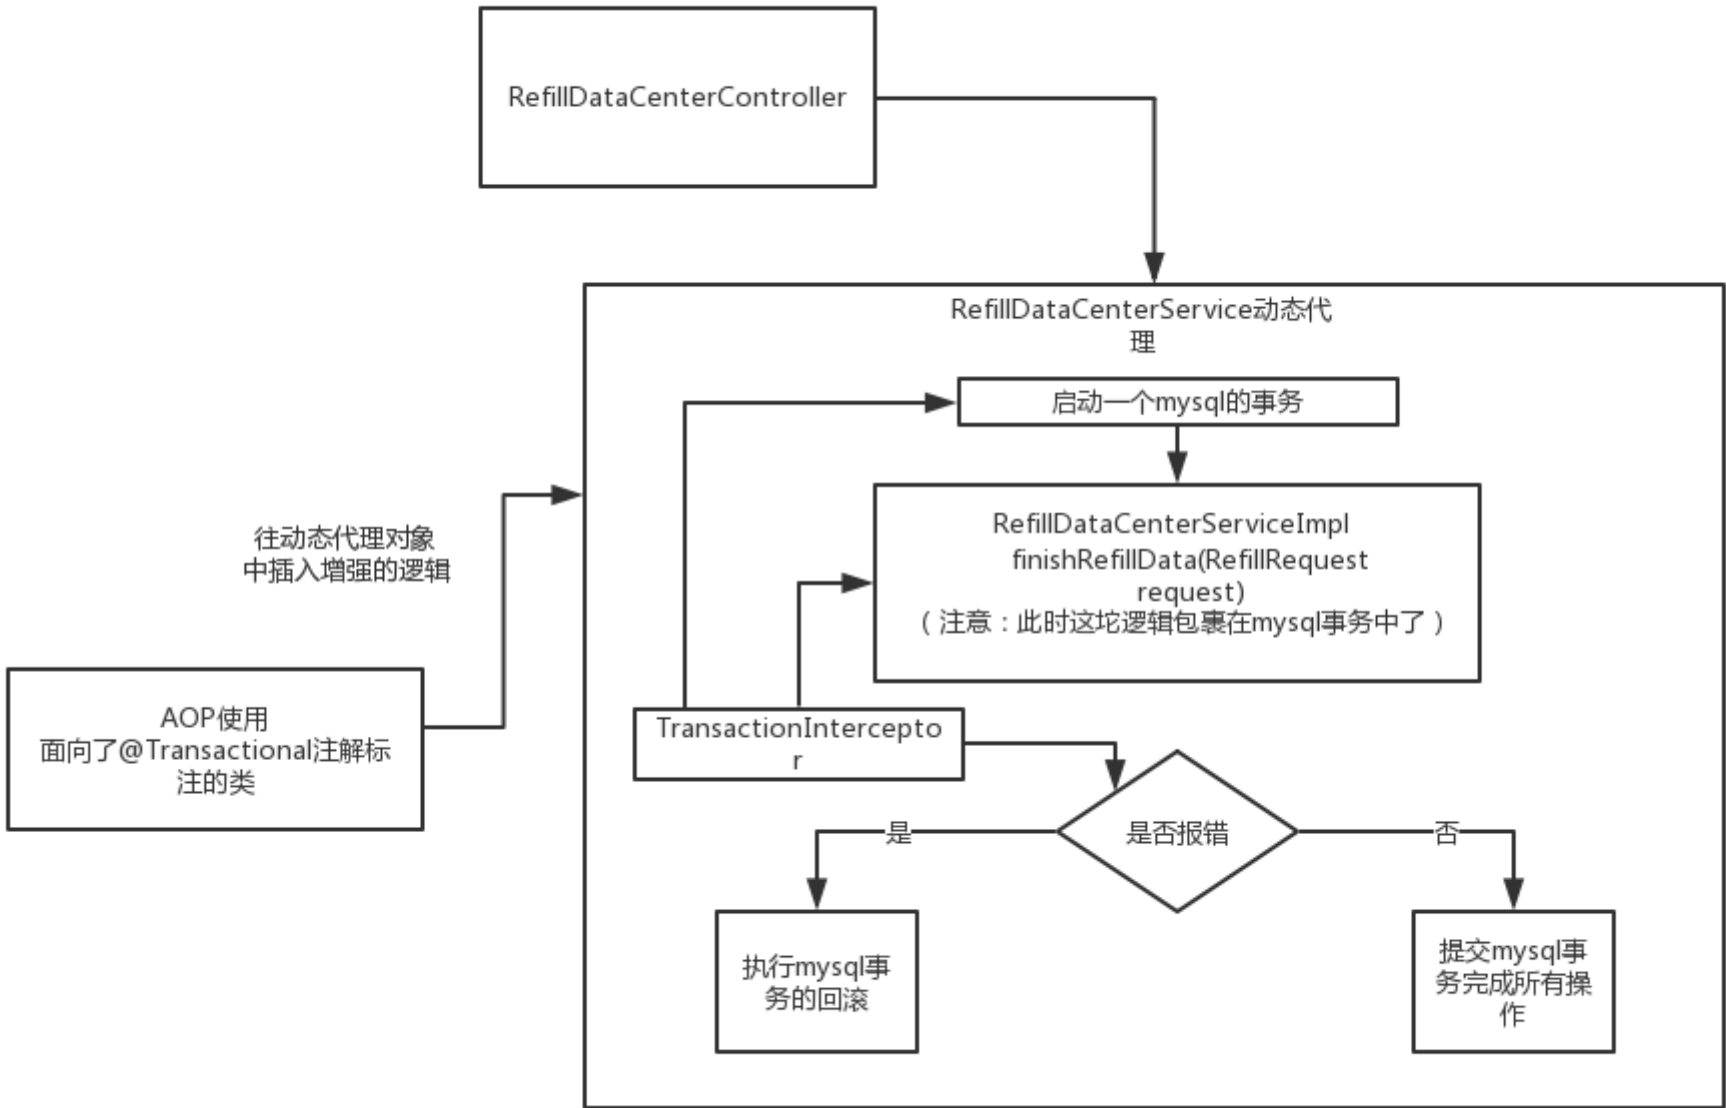 RefillDataCenterController
RefillDataCenterService动态代
理
启动一个mysql的事务
往动态代理对象
中插入增强的逻辑
RefillDataCenterServiceImpl
finishRefillData(RefillRequest
request)
（注意：此时这坨逻辑包裹在mysql事务中了）
AOP使用
面向了@Transactional注解标
注的类
TransactionIntercepto
r
是否报错
是
否
执行mysql事
务的回滚
提交mysql事
务完成所有操
作